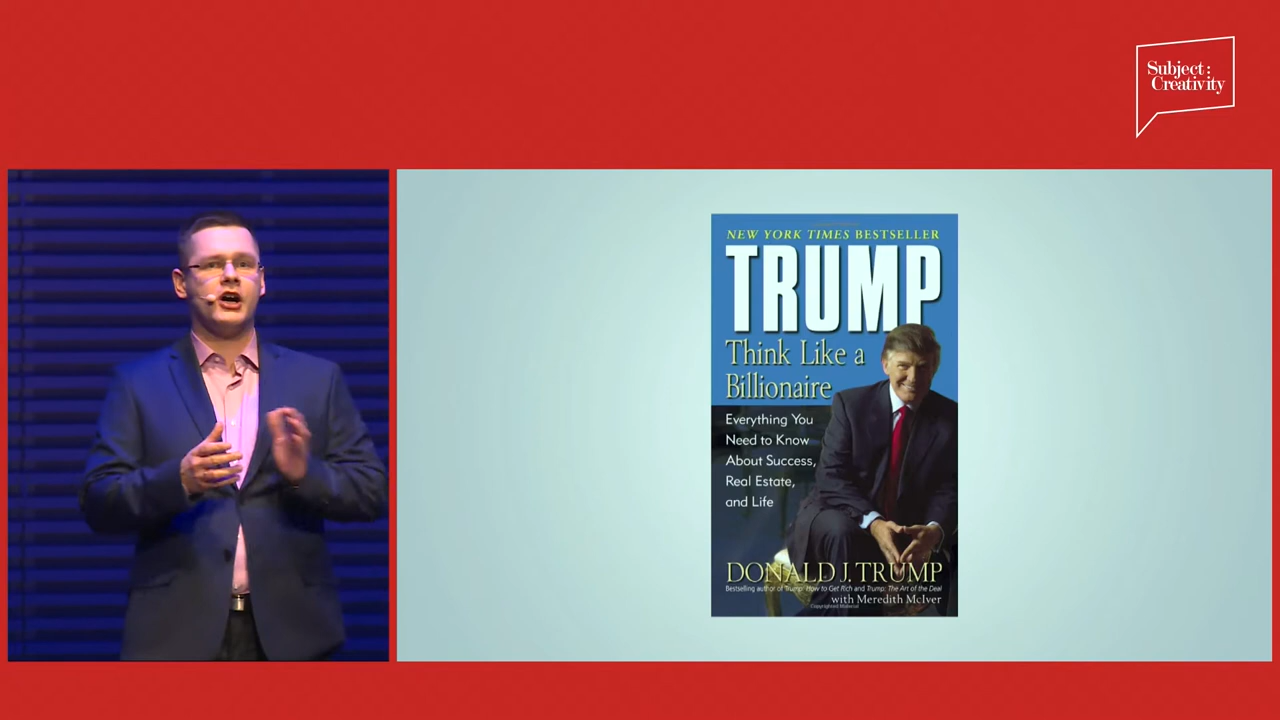 Subject:
Creativity
NEW YORK TIMES BESTSELLER
TRUMP
Think Like a
Billionaire
Everything You
Need to Know
About Success,
Real Estate,
and Life
DONALD J. TRUMP
Bestselling author of Trump: How to Get Rich and Trump: The Art of the Deal
with Meredith McIver
Copyrighted Material